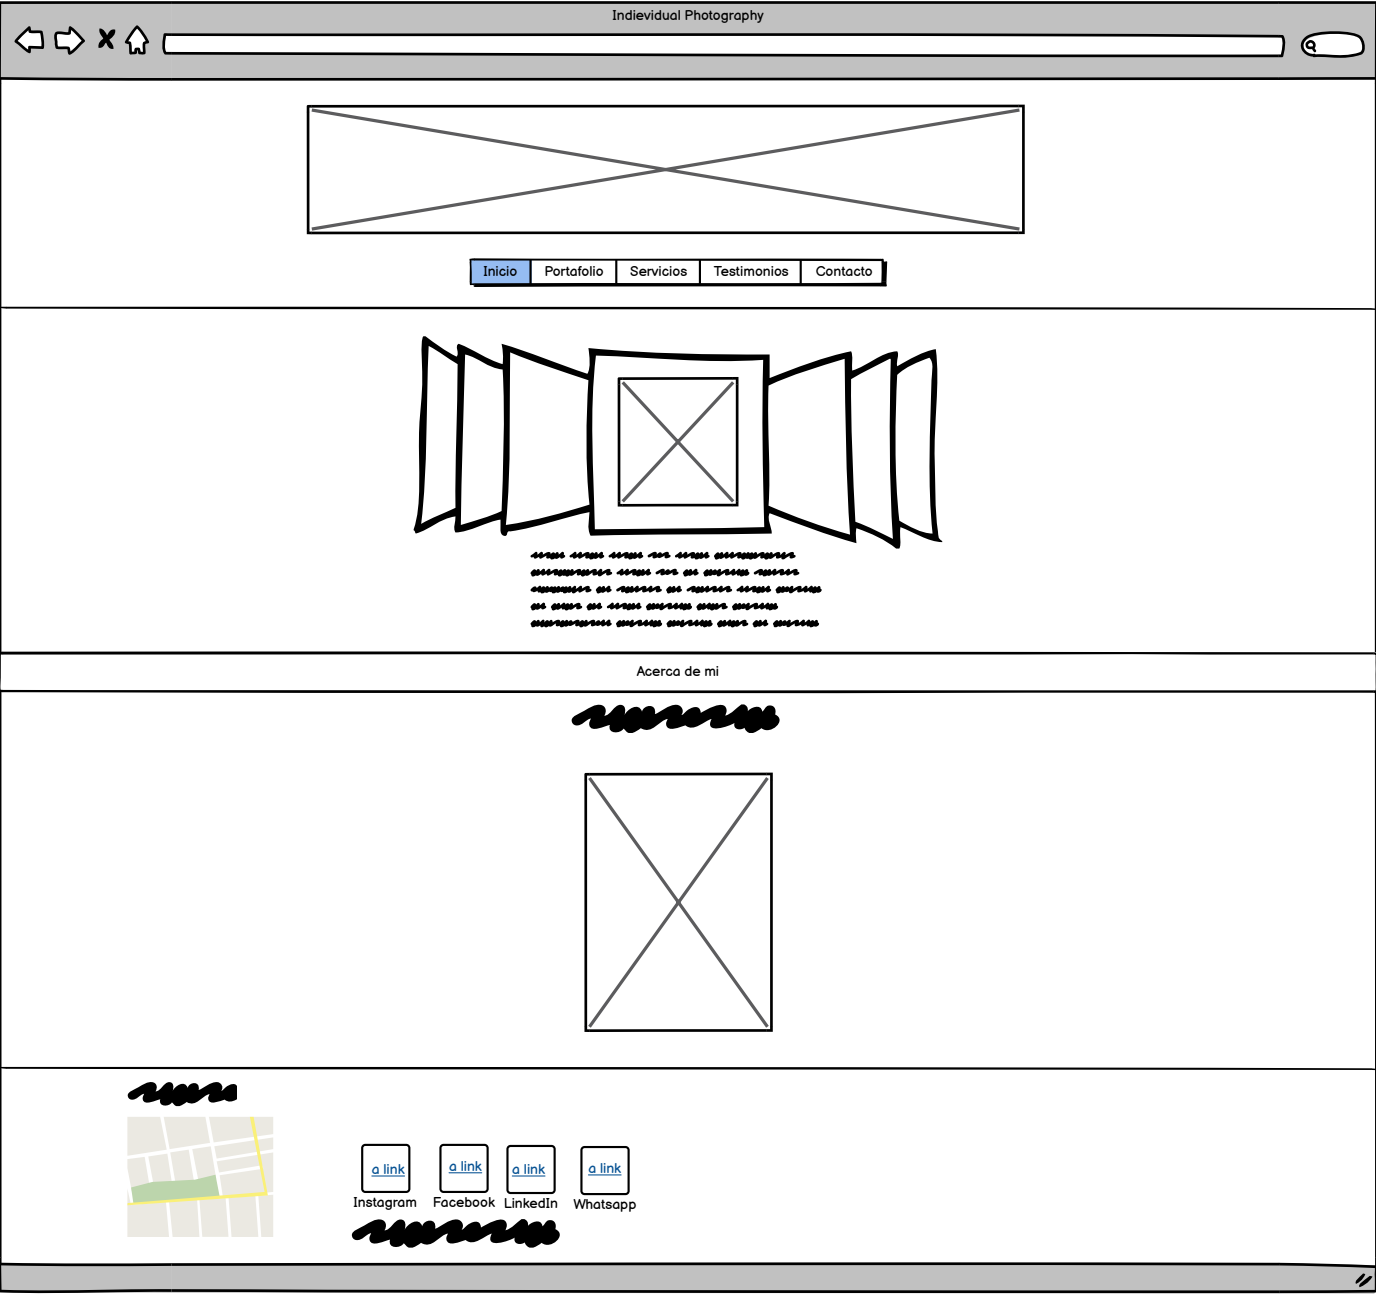 Indievidual Photography
Inicio Portafolio Servicios Testimonios Contacto
Acerca de mi
a link a link a link a link
Instagram Facebook LinkedIn Whatsapp